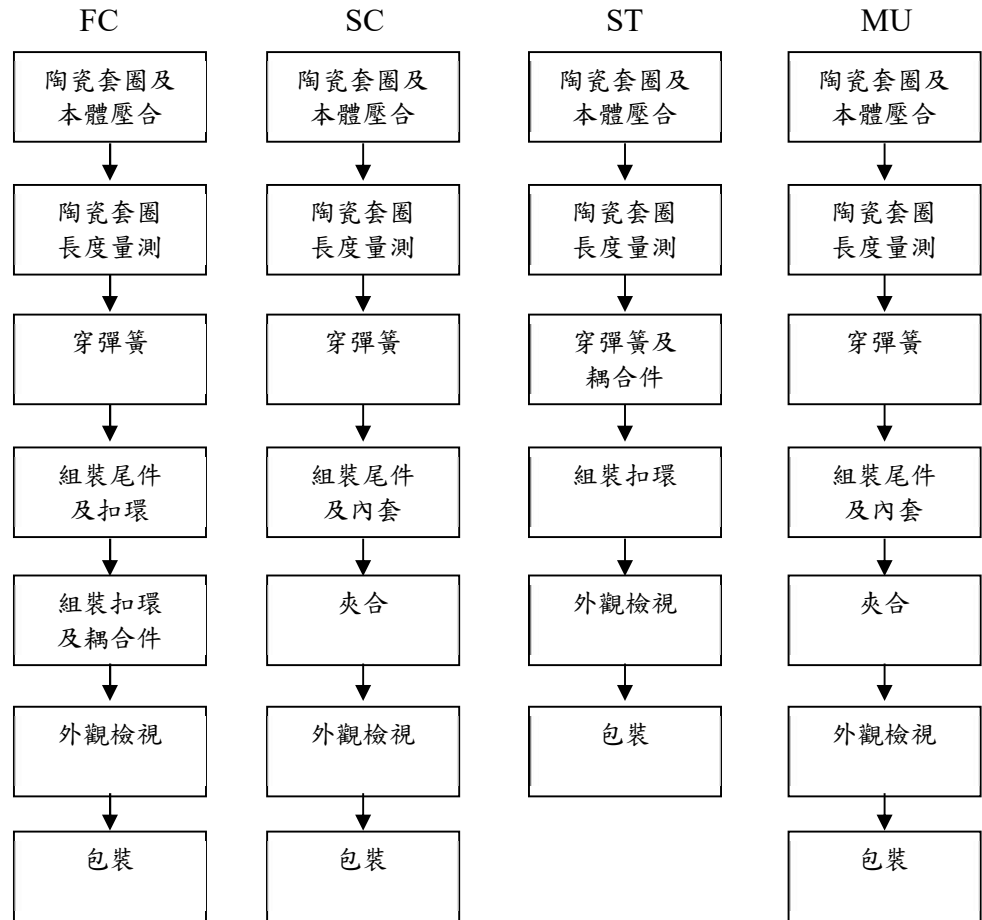 FC
陶瓷套圈及
本體壓合
陶瓷套圈
長度量測
穿彈簧
組裝尾件
及扣環
組裝扣環
及耦合件
外觀檢視
包裝
SC
陶瓷套圈及
本體壓合
陶瓷套圈
長度量測
穿彈簧
組裝尾件
及內套
夾合
外觀檢視
包裝
ST
陶瓷套圈及
本體壓合
陶瓷套圈
長度量測
穿彈簧及
耦合件
組裝扣環
外觀檢視
包裝
MU
陶瓷套圈及
本體壓合
陶瓷套圈
長度量測
穿彈簧
組裝尾件
及內套
夾合
外觀檢視
包裝